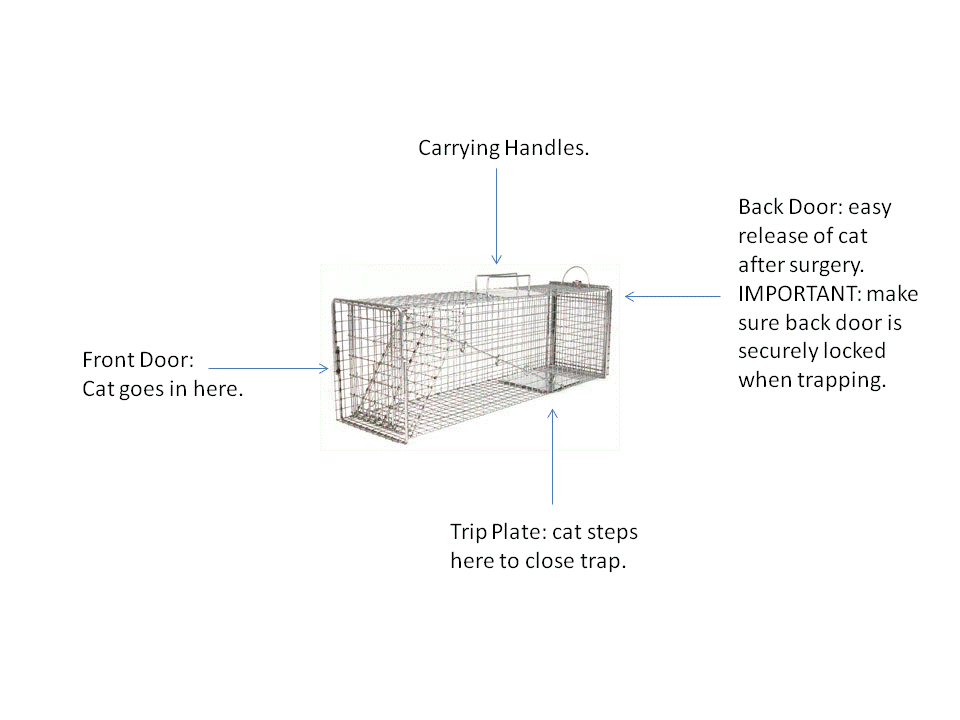 Carrying Handles.
Back Door: easy
release of cat
after surgery.
IMPORTANT: make
sure back door is
securely locked
when trapping.
Front Door:
Cat goes in here.
Trip Plate: cat steps
here to close trap.